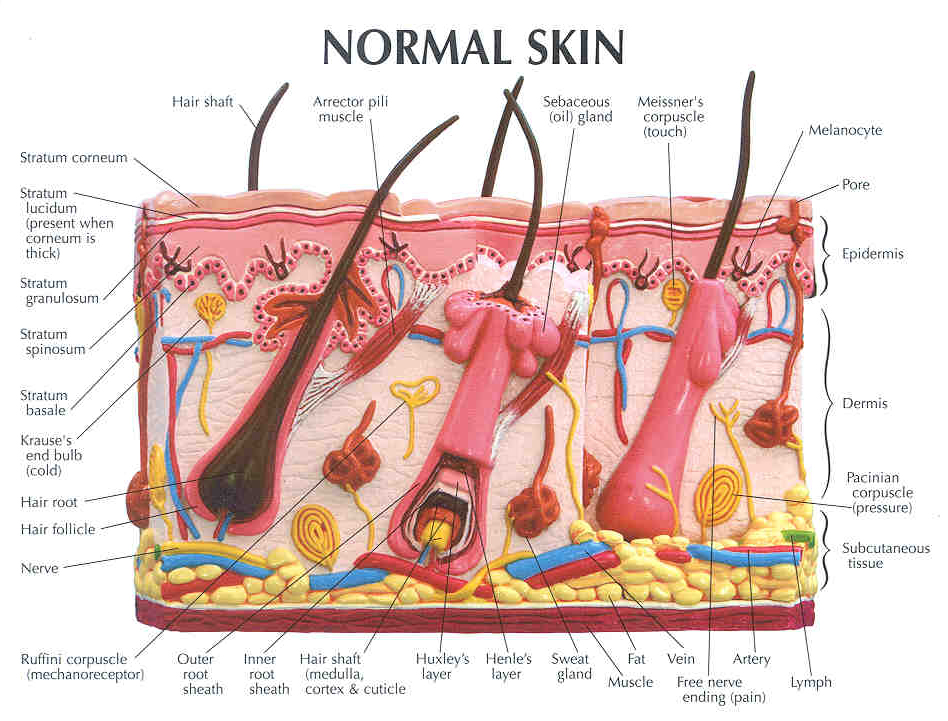 NORMAL SKIN
Hair shaft
Arrector pili
muscle
Sebaceous
(oil) gland
Meissner's
corpuscle
(touch)
Melanocyte
Pore
Epidermis
Dermis
Pacinian
corpuscle
(pressure)
Subcutaneous
tissue
Stratum corneum
Stratum
lucidum
(present when
corneum is
thick)
Stratum
granulosum
Stratum
spinosum
Stratum
basale
Krause's
end bulb
(cold)
Hair root
Hair follicle
Nerve
Ruffini corpuscle
(mechanoreceptor)
Outer
root
sheath
Inner
root
sheath
Hair shaft
(medulla,
cortex & cuticle
Huxley's
layer
Henle's
layer
Sweat
gland
Muscle
Fat
Vein
Free nerve
ending (pain)
Artery
Lymph